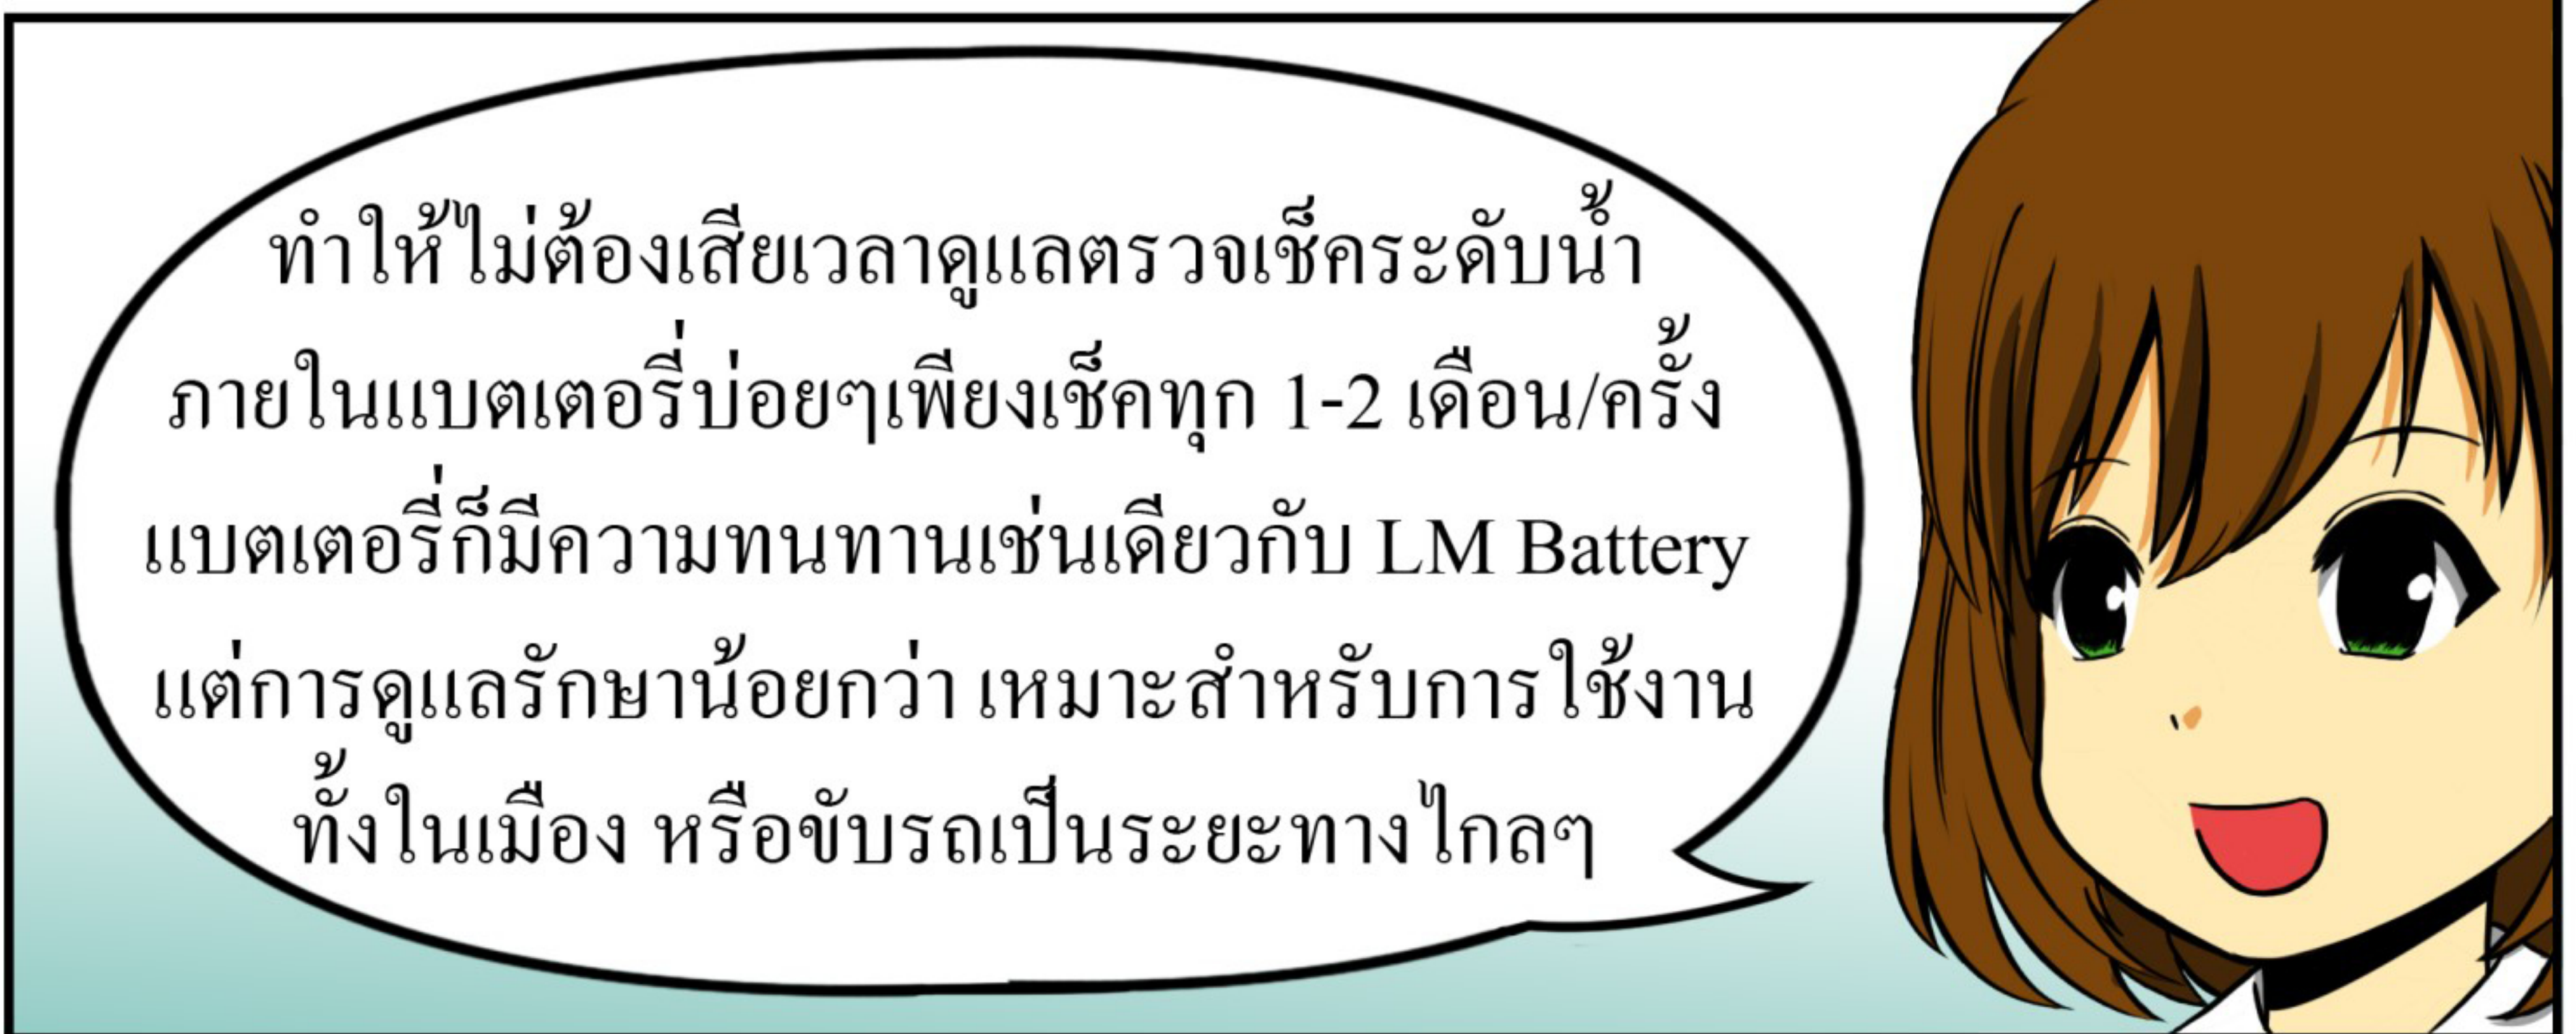 ทำให้ไม่ต้องเสียเวลาดูแลตรวจเช็คระดับน้ำ
ภายในแบตเตอรี่บ่อยๆเพียงเช็คทุก 1-2 เดือน/ครั้ง
แบตเตอรี่ก็มีความทนทานเช่นเดียวกับ LM Battery
แต่การดูแลรักษาน้อยกว่า เหมาะสำหรับการใช้งาน
ทั้งในเมือง หรือขับรถเป็นระยะทางไกลๆ